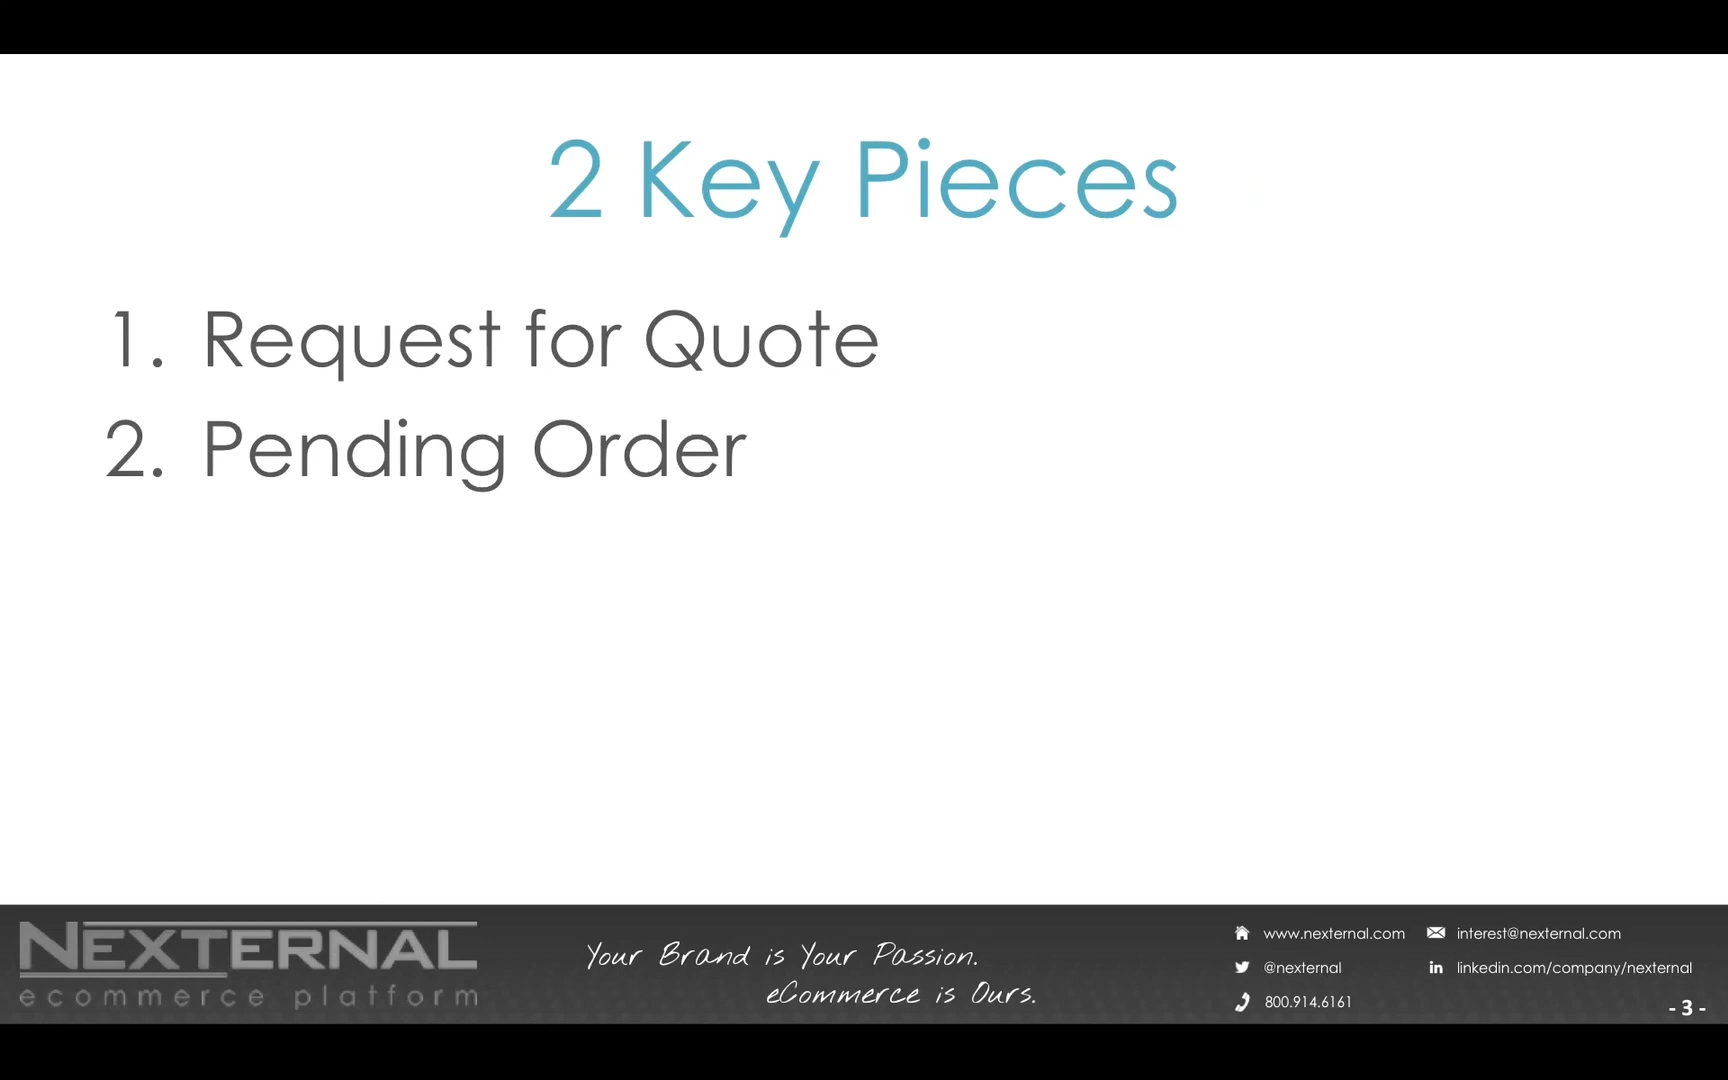 2 Key Pieces
1. Request for Quote
2. Pending Order
NEXTERNAL
ecommerce platform
Your Brand is Your Passion.
eCommerce is Ours.
www.nexternal.com
interest@nexternal.com
@nexternal
linkedin.com/company/nexternal
800.914.6161
- 3 -